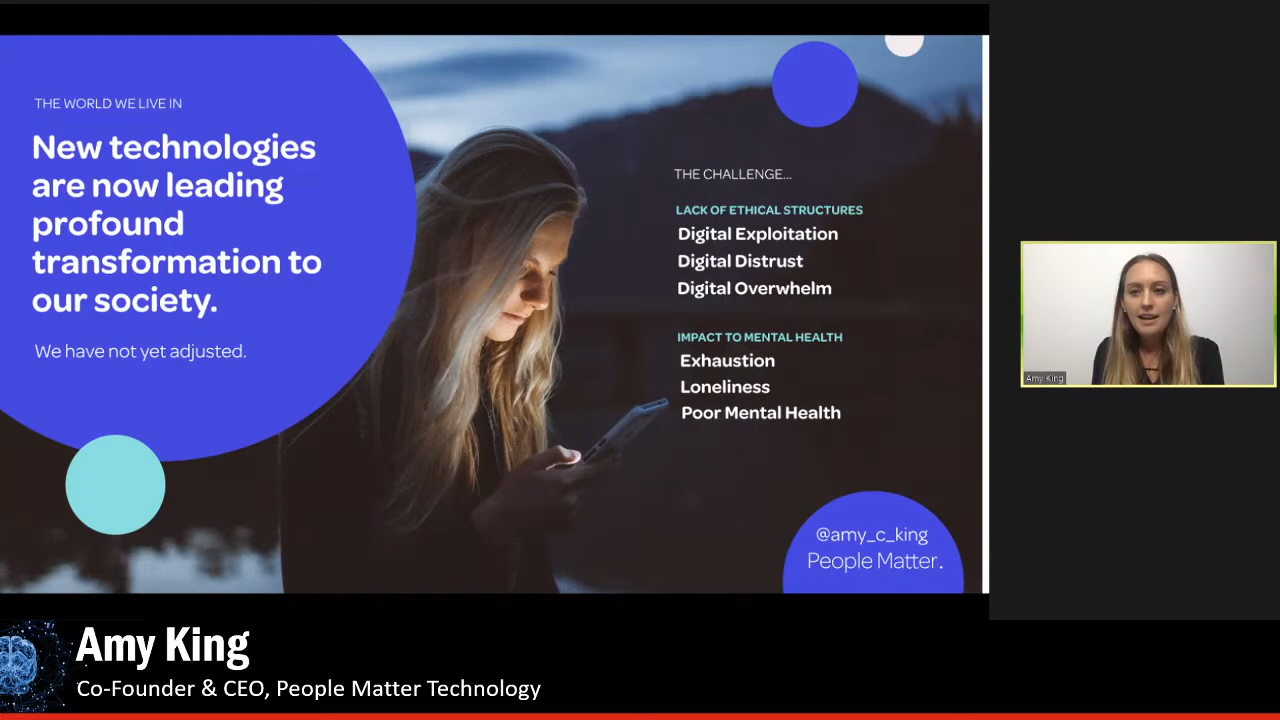 THE WORLD WE LIVE IN
New technologies
are now leading
profound
transformation to
our society.
We have not yet adjusted.
THE CHALLENGE...
LACK OF ETHICAL STRUCTURES
Digital Exploitation
Digital Distrust
Digital Overwhelm
IMPACT TO MENTAL HEALTH
Exhaustion
Loneliness
Poor Mental Health
@amy_c_king
People Matter.
Amy King
Amy King
Co-Founder & CEO, People Matter Technology